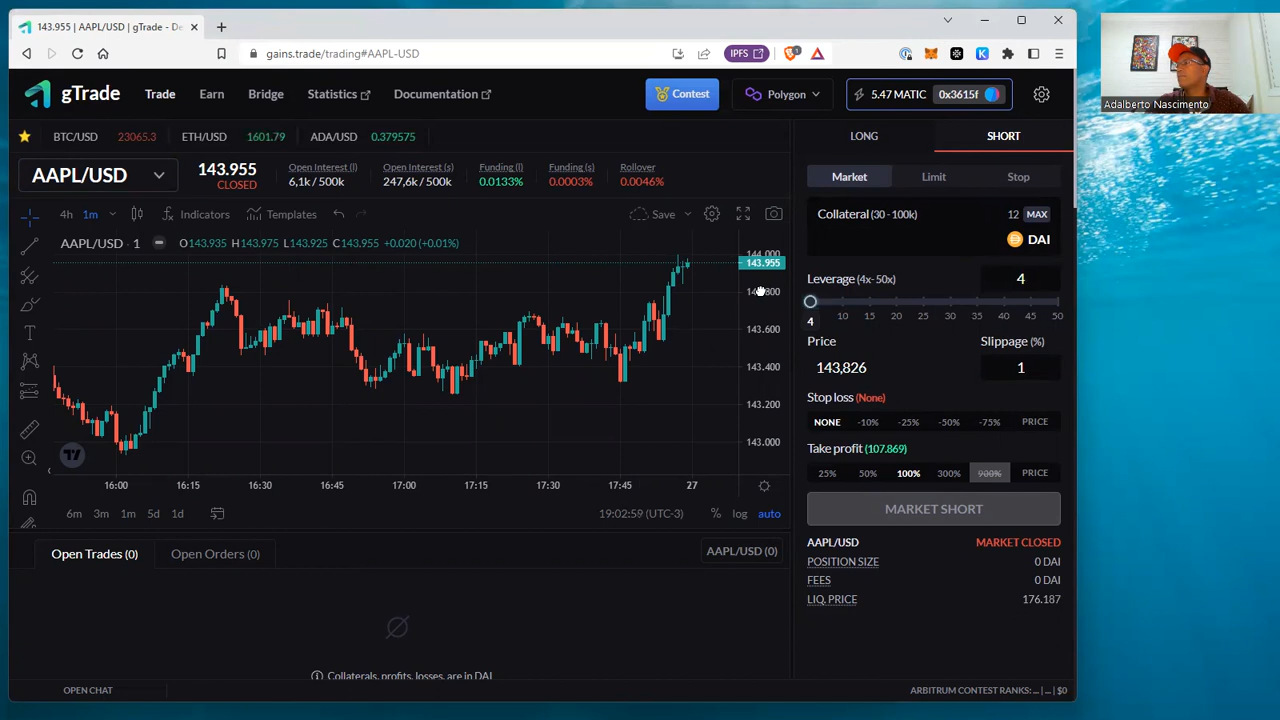 143.955 | AAPL/USD | gTrade - De
gains.trade/trading#AAPL-USD
IPFS
1
K
Adalberto Nascimento
gTrade
Trade
Earn
Bridge
Statistics
Documentation
Contest
Polygon
5.47 MATIC
0x3615f
BTC/USD 23065.3 ETH/USD 1601.79 ADA/USD 0.379575
LONG
SHORT
AAPL/USD
143.955
CLOSED
Open Interest (l)
6,1k / 500k
Open Interest (s)
247,6k / 500k
Funding (l)
0.0133%
Funding (s)
0.0003%
Rollover
0.0046%
Market
Limit
Stop
4h 1m Indicators Templates Save
Collateral (30 - 100k)
12 MAX
DAI
AAPL/USD · 1 O143.935 H143.975 L143.925 C143.955 +0.020 (+0.01%)
144.000
143.955
143.600
143.400
143.200
143.000
Leverage (4x- 50x)
4
10 15 20 25 30 35 40 45 50
4
Price
143,826
Slippage (%)
1
Stop loss (None)
NONE -10% -25% -50% -75% PRICE
Take profit (107.869)
25% 50% 100% 300% 900% PRICE
16:00 16:15 16:30 16:45 17:00 17:15 17:30 17:45 27
6m 3m 1m 5d 1d
19:02:59 (UTC-3)
% log auto
MARKET SHORT
AAPL/USD MARKET CLOSED
POSITION SIZE 0 DAI
FEES 0 DAI
LIQ. PRICE 176.187
Open Trades (0)
Open Orders (0)
AAPL/USD (0)
Collaterals, profits, losses, are in DAI
OPEN CHAT
ARBITRUM CONTEST RANKS: _ | _ | $0